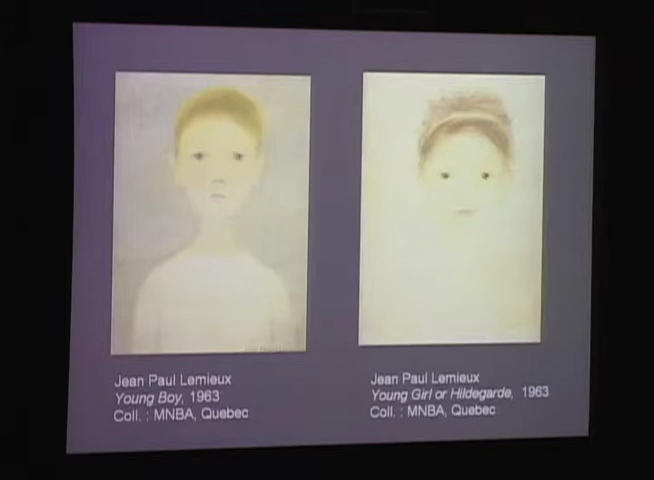 Jean Paul Lemieux
Young Boy, 1963
Coll. : MNBA, Quebec
Jean Paul Lemieux
Young Girl or Hildegarde, 1963
Coll. : MNBA, Quebec